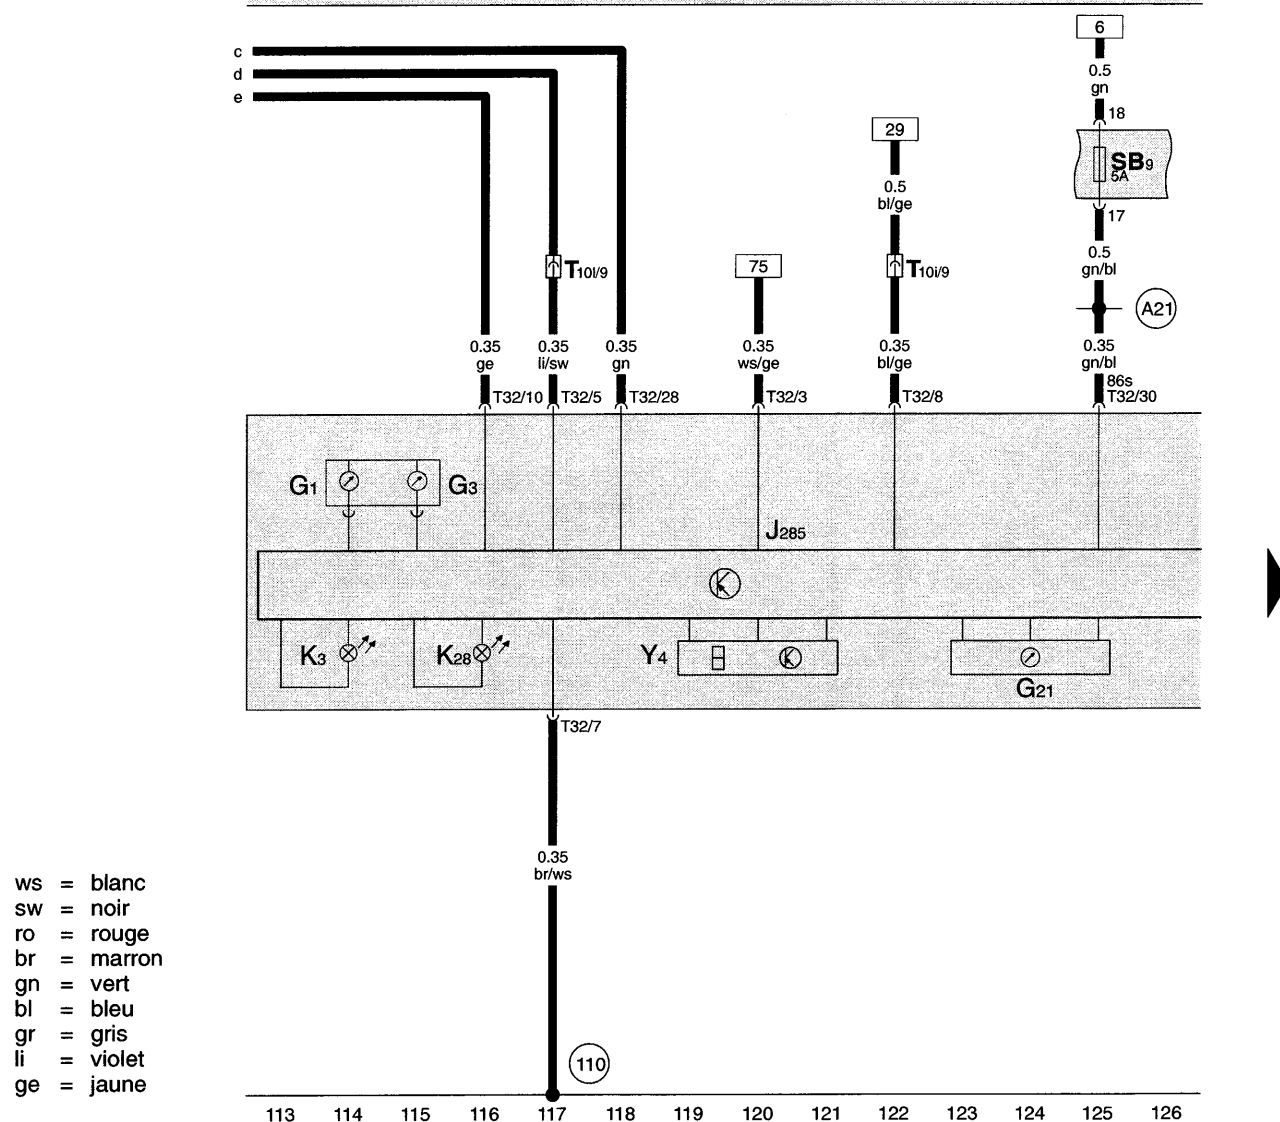 6
c
d
e
0.5
gn
18
29
SB9
5A
0.5
bl/ge
17
0.5
gn/bl
75
T10l/9
T10i/9
A21
0.35
ge
0.35
li/sw
0.35
gn
0.35
ws/ge
0.35
bl/ge
0.35
gn/bl
86s
T32/10
T32/5
T32/28
T32/3
T32/8
T32/30
G1
G3
J285
K3
K28
Y4
G21
T32/7
0.35
br/ws
ws = blanc
sw = noir
ro = rouge
br = marron
gn = vert
bl = bleu
gr = gris
li = violet
ge = jaune
110
113 114 115 116 117 118 119 120 121 122 123 124 125 126